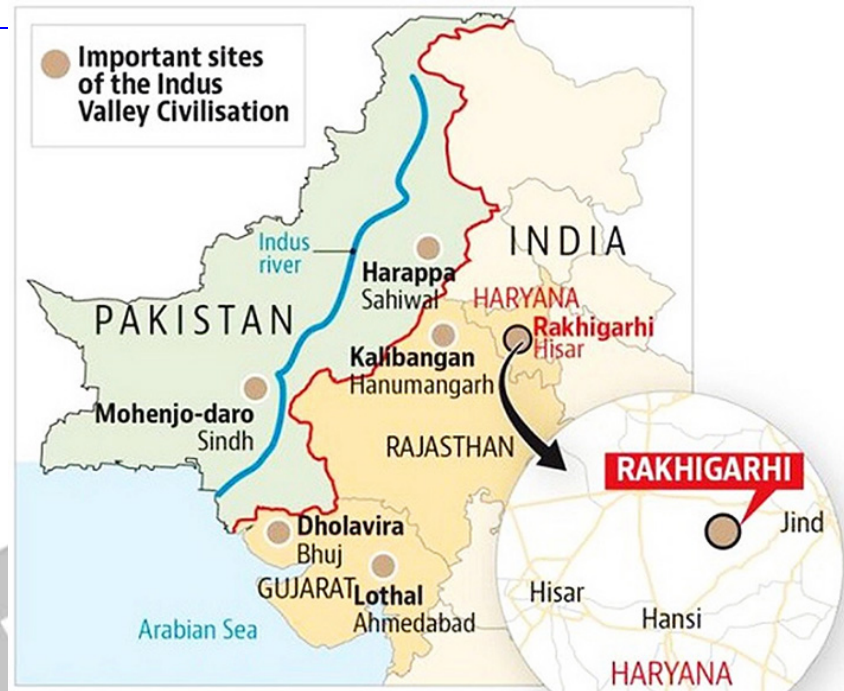 Important sites
of the Indus
Valley Civilisation
Indus
river
INDIA
Harappa
Sahiwal
HARYANA
PAKISTAN
Rakhigarhi
Hisar
Kalibangan
Hanumangarh
Mohenjo-daro
Sindh
RAJASTHAN
RAKHIGARHI
Jind
Dholavira
Bhuj
GUJARAT
Lothal
Ahmedabad
Arabian Sea
Hisar
Hansi
HARYANA